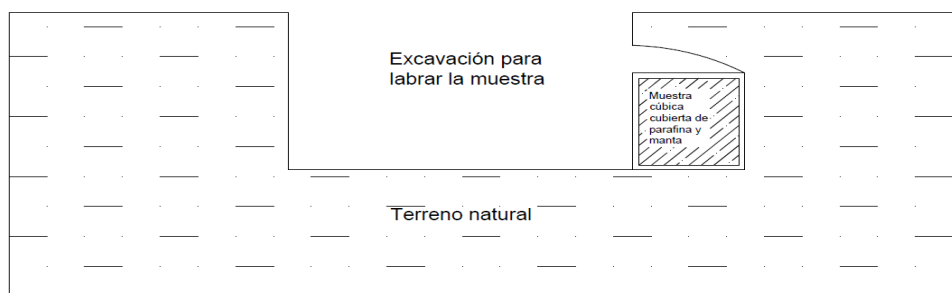 Excavación para
labrar la muestra
Muestra
cúbica
cubierta de
parafina y
manta
Terreno natural